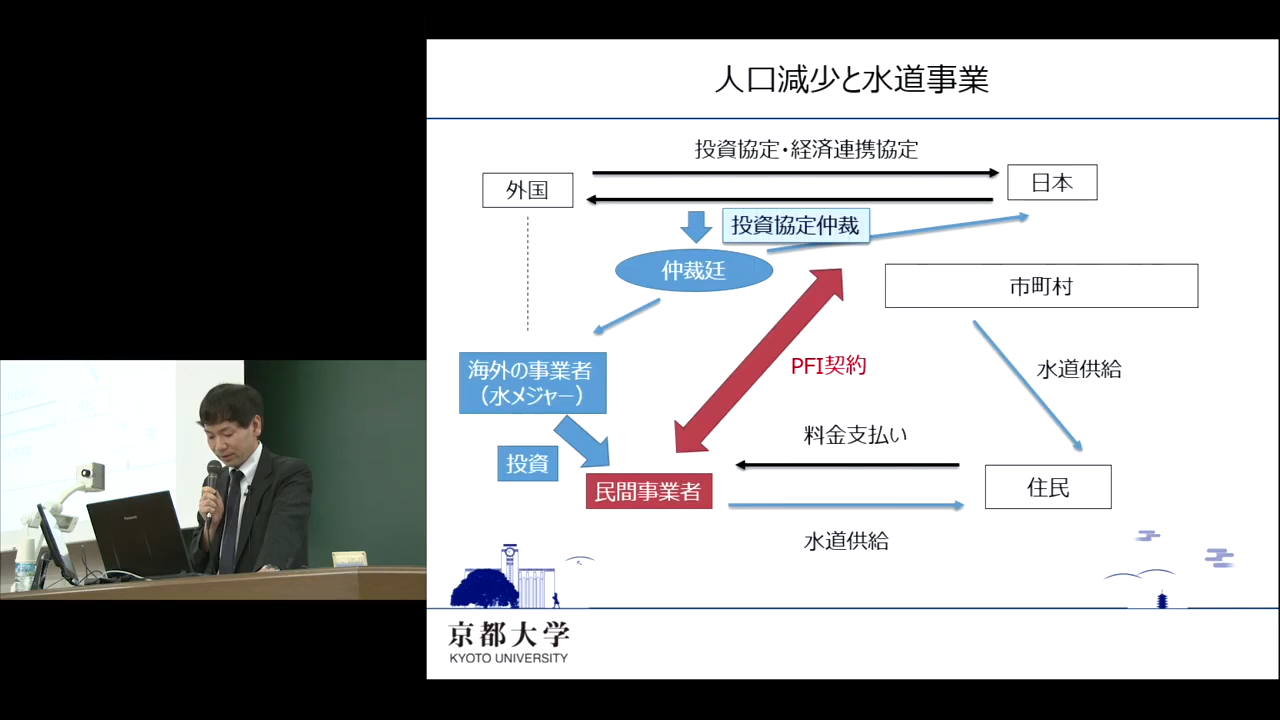 人口減少と水道事業
投資協定・経済連携協定
外国
日本
投資協定仲裁
仲裁廷
市町村
海外の事業者
（水メジャー）
PFI契約
水道供給
投資
料金支払い
民間事業者
住民
水道供給
京都大学
KYOTO UNIVERSITY
Panasonic